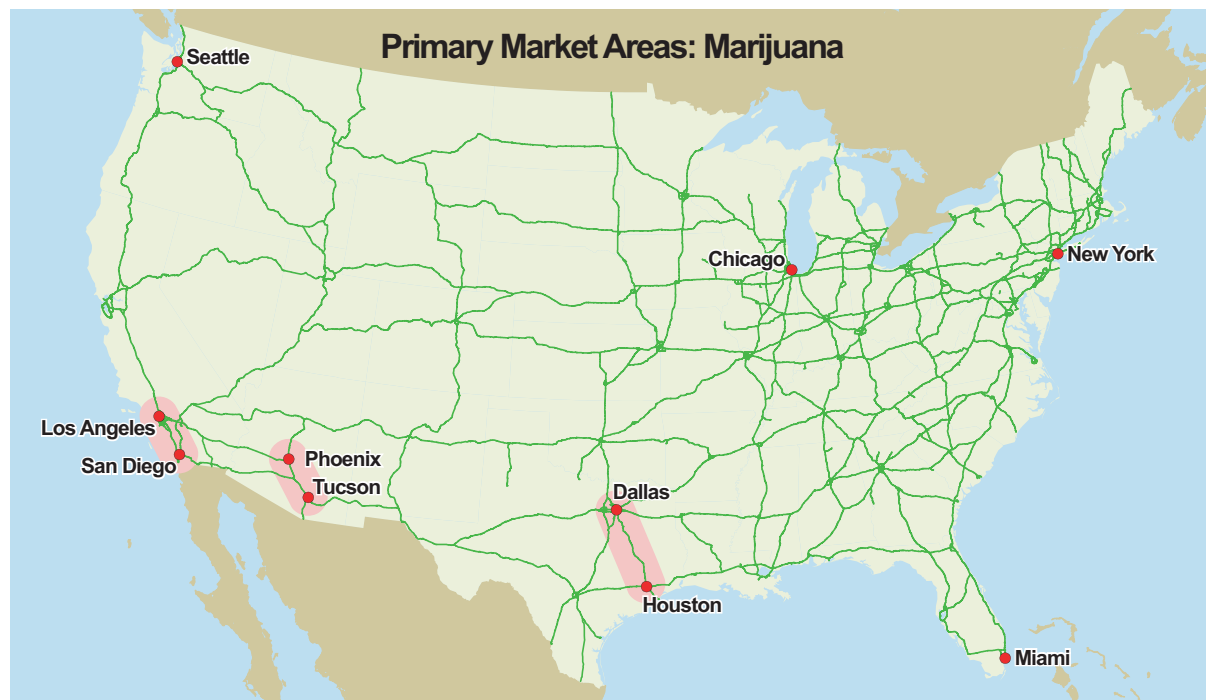 Primary Market Areas: Marijuana
Seattle
New York
Chicago
Los Angeles
San Diego
Phoenix
Tucson
Dallas
Houston
Miami